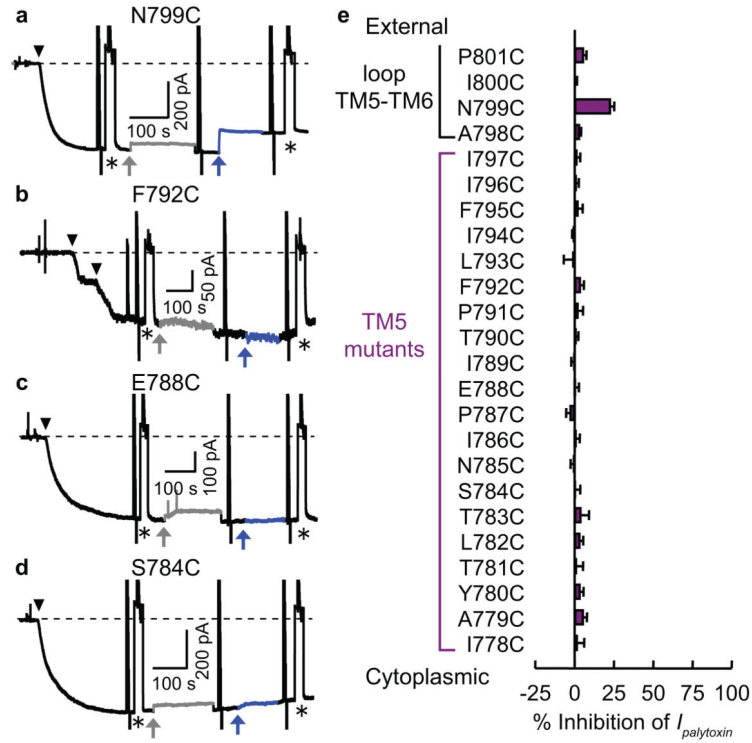 a
N799C
*
100 s
200 pA
*
b
F792C
*
100 s
50 pA
*
c
E788C
*
100 s
100 pA
*
d
S784C
*
100 s
200 pA
*
e
External
loop
TM5-TM6
P801C
I800C
N799C
A798C
TM5
mutants
I797C
I796C
F795C
I794C
L793C
F792C
P791C
T790C
I789C
E788C
P787C
I786C
N785C
S784C
T783C
L782C
T781C
Y780C
A779C
I778C
Cytoplasmic
-25 0 25 50 75 100
% Inhibition of I palytoxin